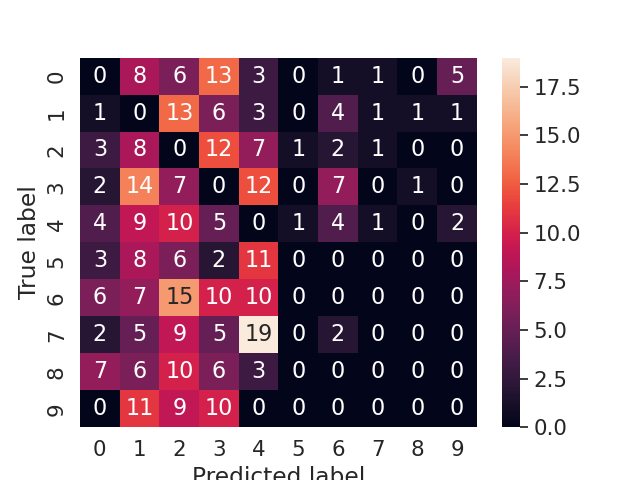 0 0 8 6 13 3 0 1 1 0 5
1 1 0 13 6 3 0 4 1 1 1
2 3 8 0 12 7 1 2 1 0 0
3 2 14 7 0 12 0 7 0 1 0
4 4 9 10 5 0 1 4 1 0 2
5 3 8 6 2 11 0 0 0 0 0
6 6 7 15 10 10 0 0 0 0 0
7 2 5 9 5 19 0 2 0 0 0
8 7 6 10 6 3 0 0 0 0 0
9 0 11 9 10 0 0 0 0 0 0
0 1 2 3 4 5 6 7 8 9
Predicted label
True label
17.5
15.0
12.5
10.0
7.5
5.0
2.5
0.0